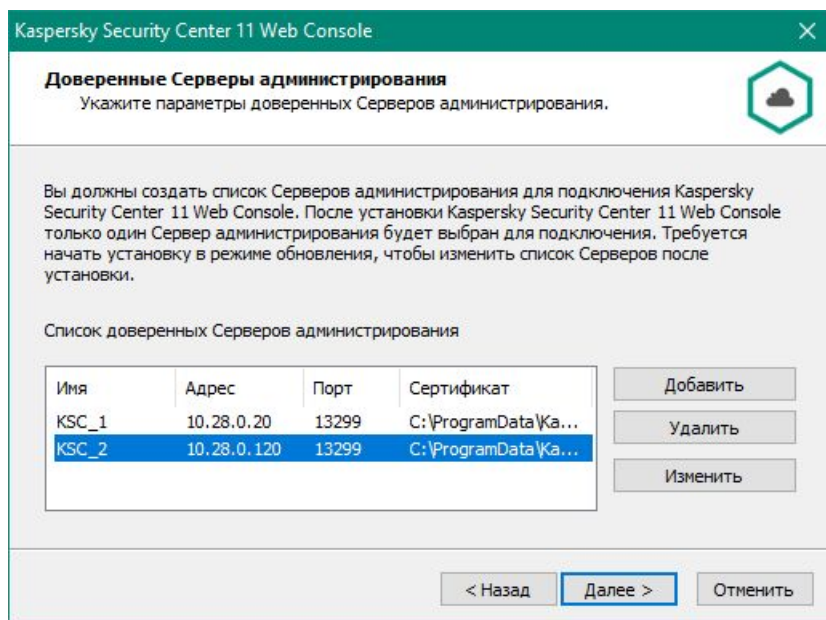 Kaspersky Security Center 11 Web Console
Доверенные Серверы администрирования
Укажите параметры доверенных Серверов администрирования.
Вы должны создать список Серверов администрирования для подключения Kaspersky
Security Center 11 Web Console. После установки Kaspersky Security Center 11 Web Console
только один Сервер администрирования будет выбран для подключения. Требуется
начать установку в режиме обновления, чтобы изменить список Серверов после
установки.
Список доверенных Серверов администрирования
Имя Адрес Порт Сертификат
KSC_1 10.28.0.20 13299 C:\ProgramData\Ka...
KSC_2 10.28.0.120 13299 C:\ProgramData\Ka...
Добавить
Удалить
Изменить
< Назад Далее > Отменить